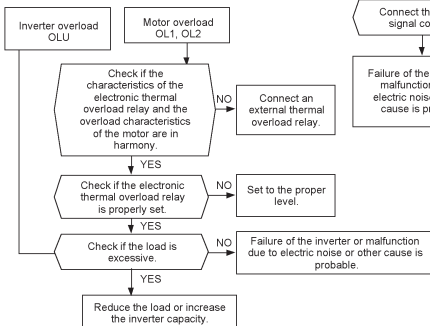 Inverter overload
OLU
Motor overload
OL1, OL2
Connect th
signal co
Check if the
characteristics of the
electronic thermal
overload relay and the
overload characteristics
of the motor are in
harmony.
NO
Connect an
external thermal
overload relay.
Failure of the
malfunction
electric noise
cause is p
YES
Check if the electronic
thermal overload relay
is properly set.
NO
Set to the proper
level.
YES
Check if the load is
excessive.
NO
Failure of the inverter or malfunction
due to electric noise or other cause is
probable.
YES
Reduce the load or increase
the inverter capacity.